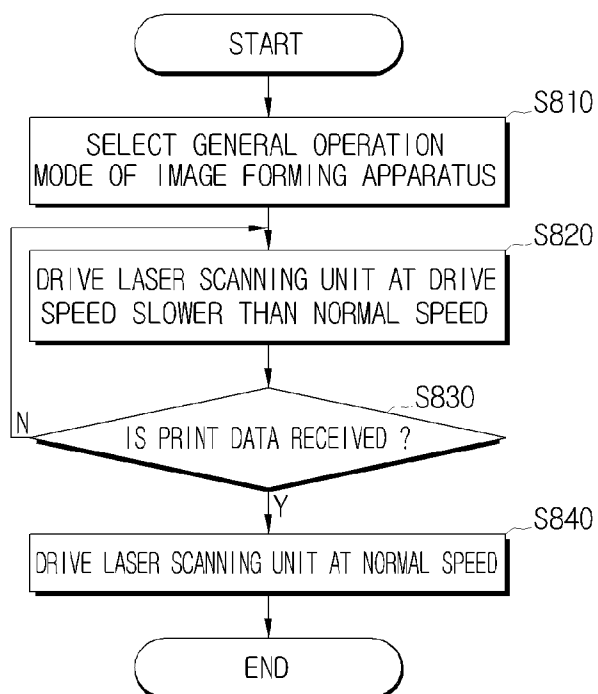 START
S810
SELECT GENERAL OPERATION
MODE OF IMAGE FORMING APPARATUS
S820
DRIVE LASER SCANNING UNIT AT DRIVE
SPEED SLOWER THAN NORMAL SPEED
S830
N
IS PRINT DATA RECEIVED ?
Y
S840
DRIVE LASER SCANNING UNIT AT NORMAL SPEED
END